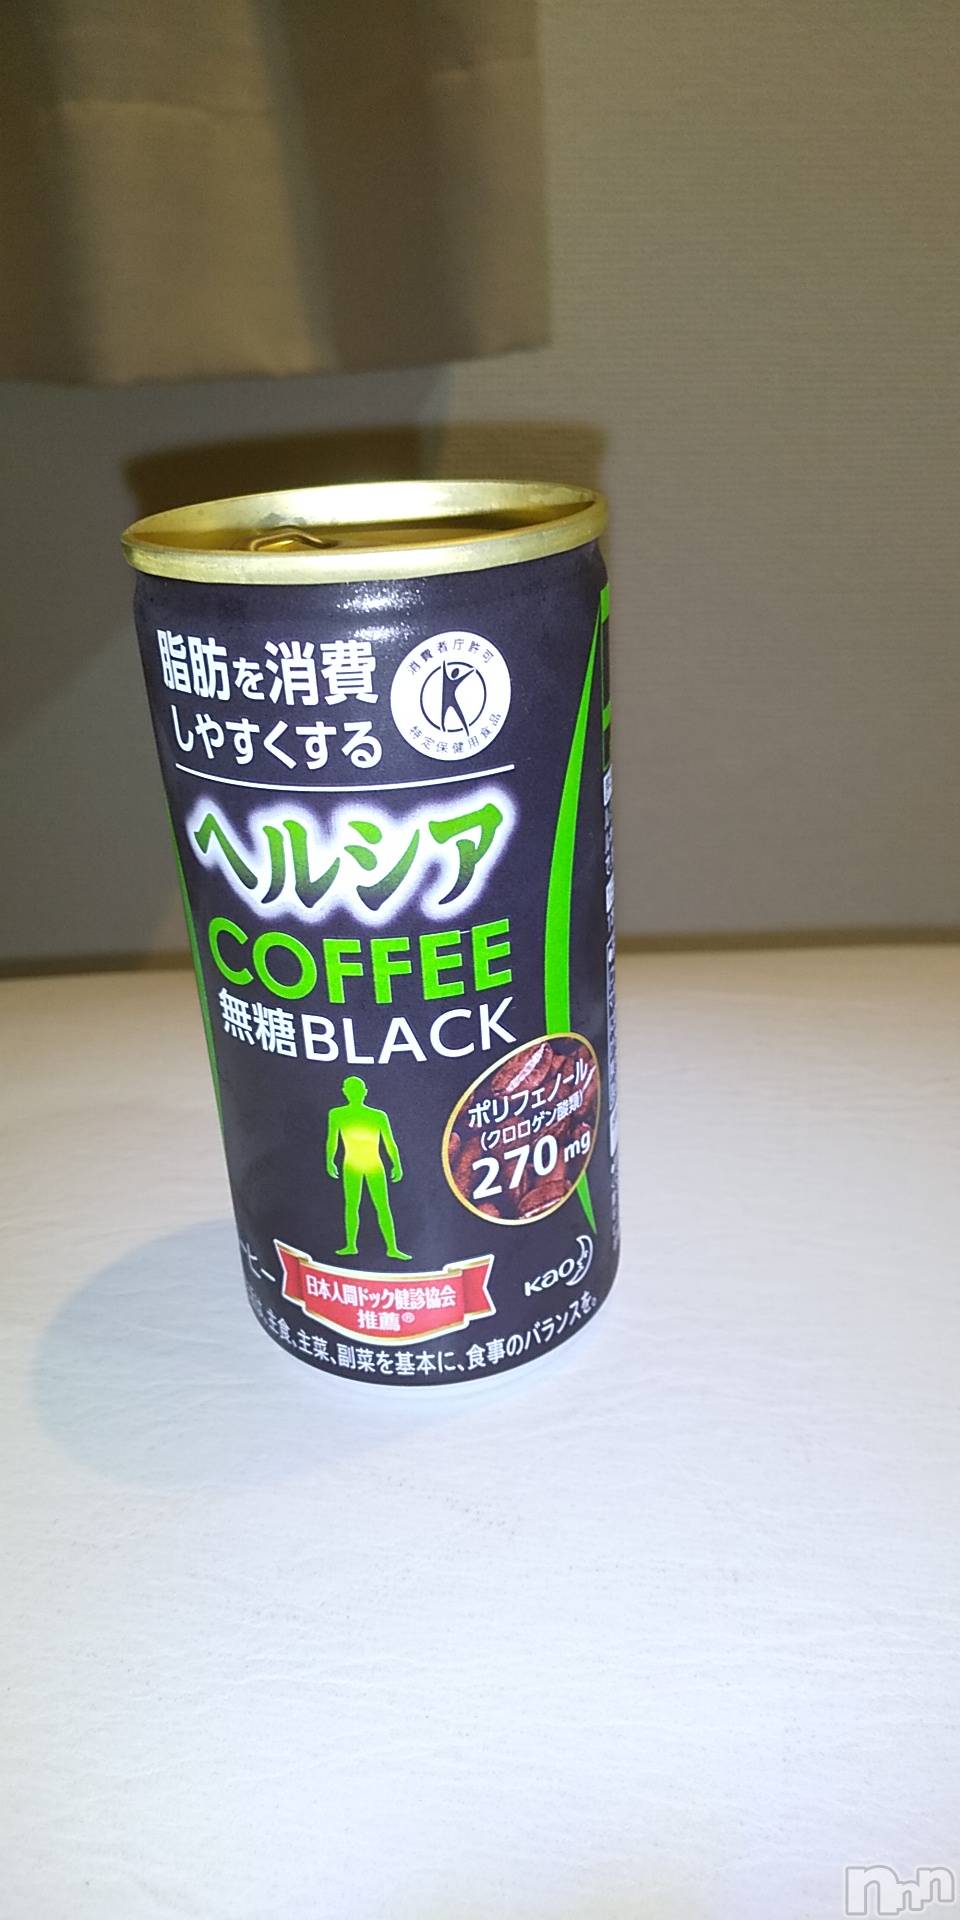 脂肪を消費
しやすくする
消費者庁許可
特定保健用食品
ヘルシア
COFFEE
無糖BLACK
ポリフェノール
(クロロゲン酸類)
270mg
kao
ーヒー
日本人間ドック健診協会
推薦®
主食、主菜、副菜を基本に、食事のバランスを。
nnn